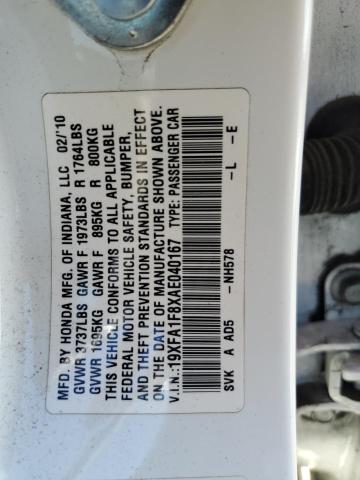 MFD. BY HONDA MFG. OF INDIANA, LLC 02/'10
GVWR 3737LBS GAWR F 1973LBS R 1764LBS
GVWR 1695KG GAWR F 895KG R 800KG
THIS VEHICLE CONFORMS TO ALL APPLICABLE
FEDERAL MOTOR VEHICLE SAFETY, BUMPER,
AND THEFT PREVENTION STANDARDS IN EFFECT
ON THE DATE OF MANUFACTURE SHOWN ABOVE.
V.I.N.:19XFA1F8XAE040167 TYPE: PASSENGER CAR
SVK A AD5 -NH578 -L -E